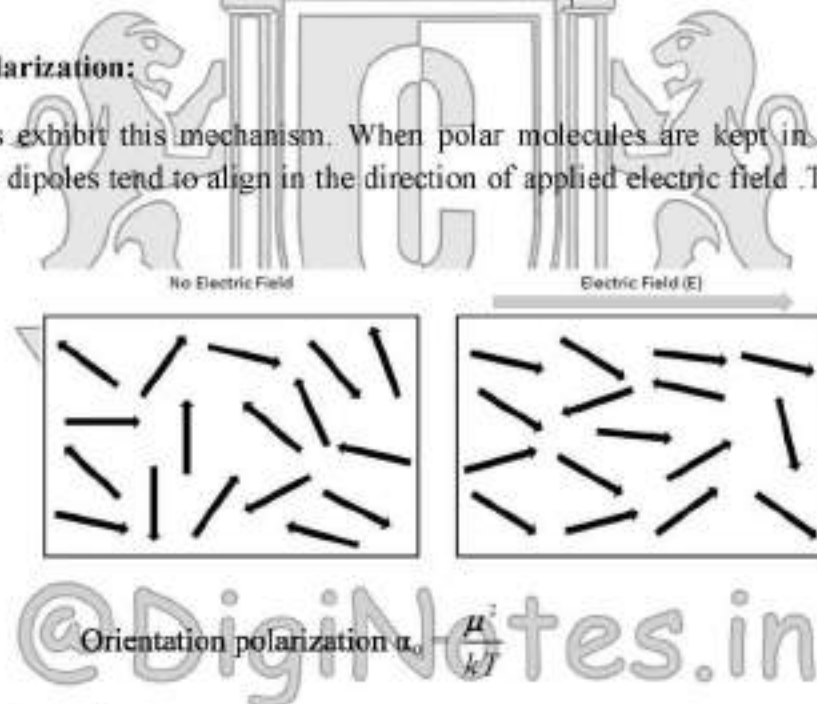 larization:
s exhibit this mechanism. When polar molecules are kept in
dipoles tend to align in the direction of applied electric field .T
No Electric Field
Electric Field (E)
Orientation polarization α₀ = μ²/kT
@DigiNotes.in